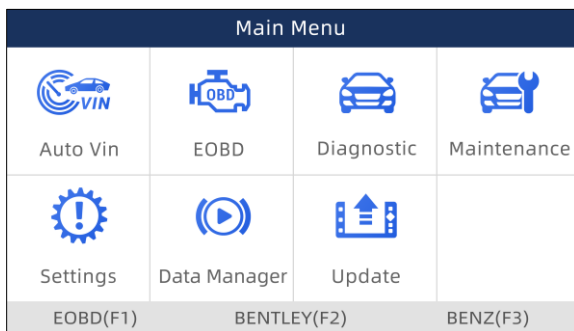 Main Menu
VIN
OBD
Auto Vin EOBD Diagnostic Maintenance
Settings Data Manager Update
EOBD(F1) BENTLEY(F2) BENZ(F3)